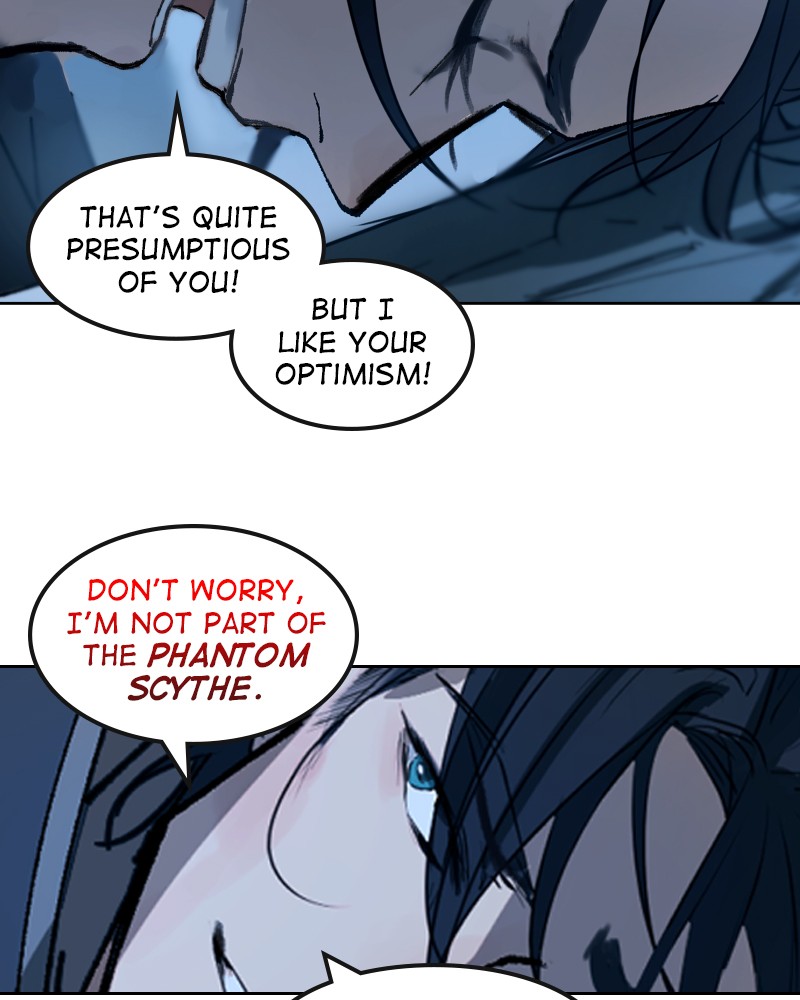 THAT'S QUITE
PRESUMPTIOUS
OF YOU!
BUT I
LIKE YOUR
OPTIMISM!
DON'T WORRY,
I'M NOT PART OF
THE PHANTOM
SCYTHE.